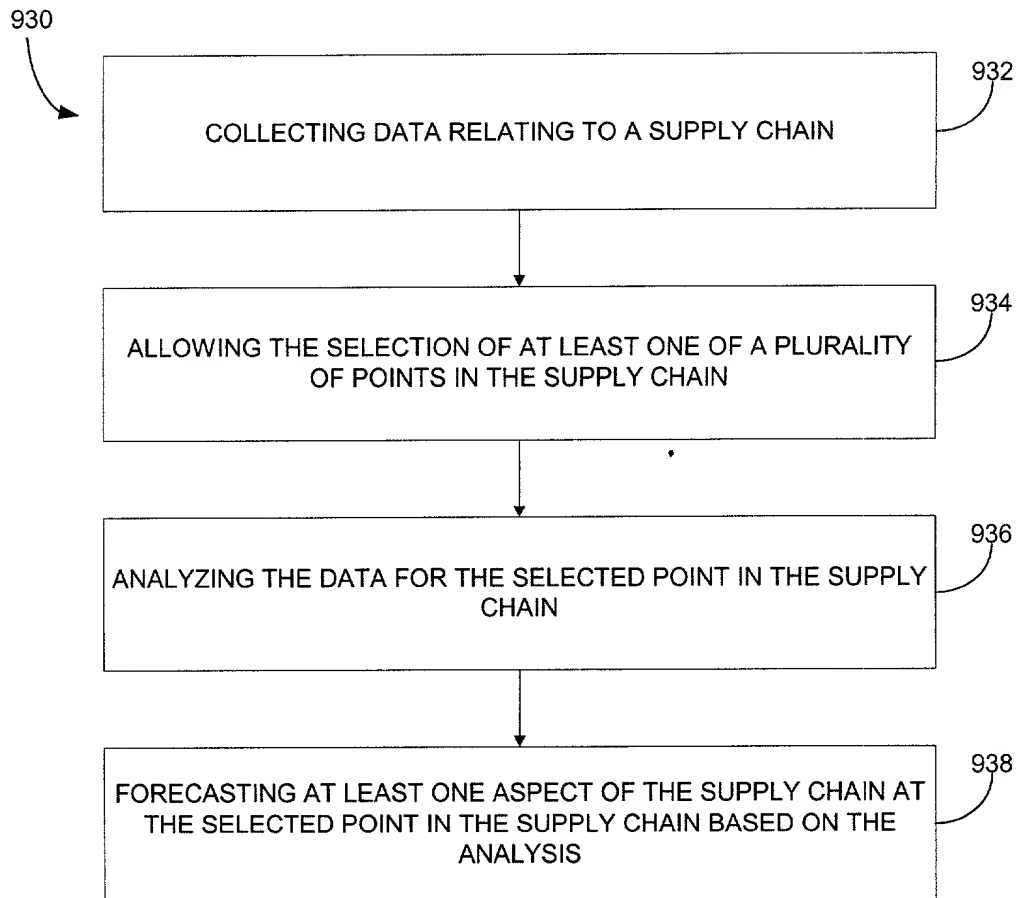 930
932
COLLECTING DATA RELATING TO A SUPPLY CHAIN
934
ALLOWING THE SELECTION OF AT LEAST ONE OF A PLURALITY
OF POINTS IN THE SUPPLY CHAIN
936
ANALYZING THE DATA FOR THE SELECTED POINT IN THE SUPPLY
CHAIN
938
FORECASTING AT LEAST ONE ASPECT OF THE SUPPLY CHAIN AT
THE SELECTED POINT IN THE SUPPLY CHAIN BASED ON THE
ANALYSIS